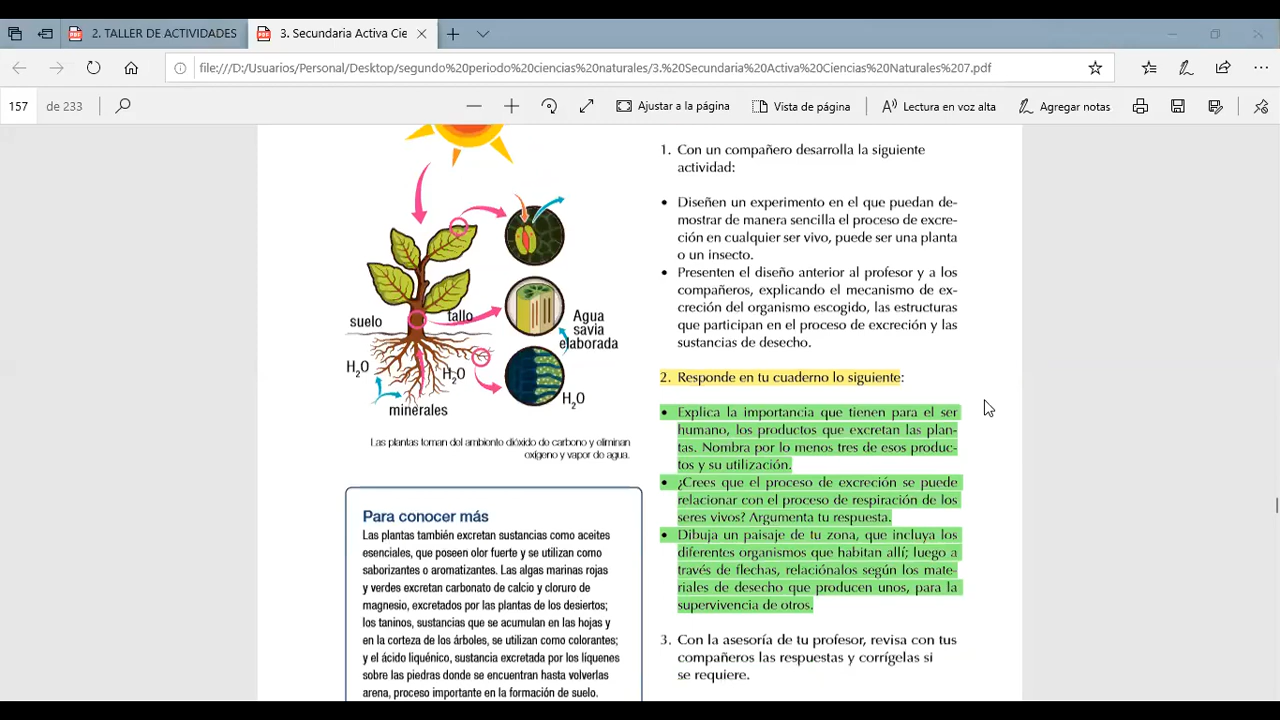 2. TALLER DE ACTIVIDADES
3. Secundaria Activa Cie
file:///D:/Usuarios/Personal/Desktop/segundo%20periodo%20ciencias%20naturales/3.%20Secundaria%20Activa%20Ciencias%20Naturales%207.pdf
157 de 233
Ajustar a la página
Vista de página
Lectura en voz alta
Agregar notas
suelo
tallo
Agua
savia
elaborada
H2O
H2O
H2O
minerales
Las plantas toman del ambiente dióxido de carbono y eliminan
oxígeno y vapor de agua.
Para conocer más
Las plantas también excretan sustancias como aceites
esenciales, que poseen olor fuerte y se utilizan como
saborizantes o aromatizantes. Las algas marinas rojas
y verdes excretan carbonato de calcio y cloruro de
magnesio, excretados por las plantas de los desiertos;
los taninos, sustancias que se acumulan en las hojas y
en la corteza de los árboles, se utilizan como colorantes;
y el ácido liquénico, sustancia excretada por los líquenes
sobre las piedras donde se encuentran hasta volverlas
arena, proceso importante en la formación de suelo.
1. Con un compañero desarrolla la siguiente
actividad:
• Diseñen un experimento en el que puedan de-
mostrar de manera sencilla el proceso de excre-
ción en cualquier ser vivo, puede ser una planta
o un insecto.
• Presenten el diseño anterior al profesor y a los
compañeros, explicando el mecanismo de ex-
creción del organismo escogido, las estructuras
que participan en el proceso de excreción y las
sustancias de desecho.
2. Responde en tu cuaderno lo siguiente:
• Explica la importancia que tienen para el ser
humano, los productos que excretan las plan-
tas. Nombra por lo menos tres de esos produc-
tos y su utilización.
• ¿Crees que el proceso de excreción se puede
relacionar con el proceso de respiración de los
seres vivos? Argumenta tu respuesta.
• Dibuja un paisaje de tu zona, que incluya los
diferentes organismos que habitan allí; luego a
través de flechas, relaciónalos según los mate-
riales de desecho que producen unos, para la
supervivencia de otros.
3. Con la asesoría de tu profesor, revisa con tus
compañeros las respuestas y corrígelas si
se requiere.